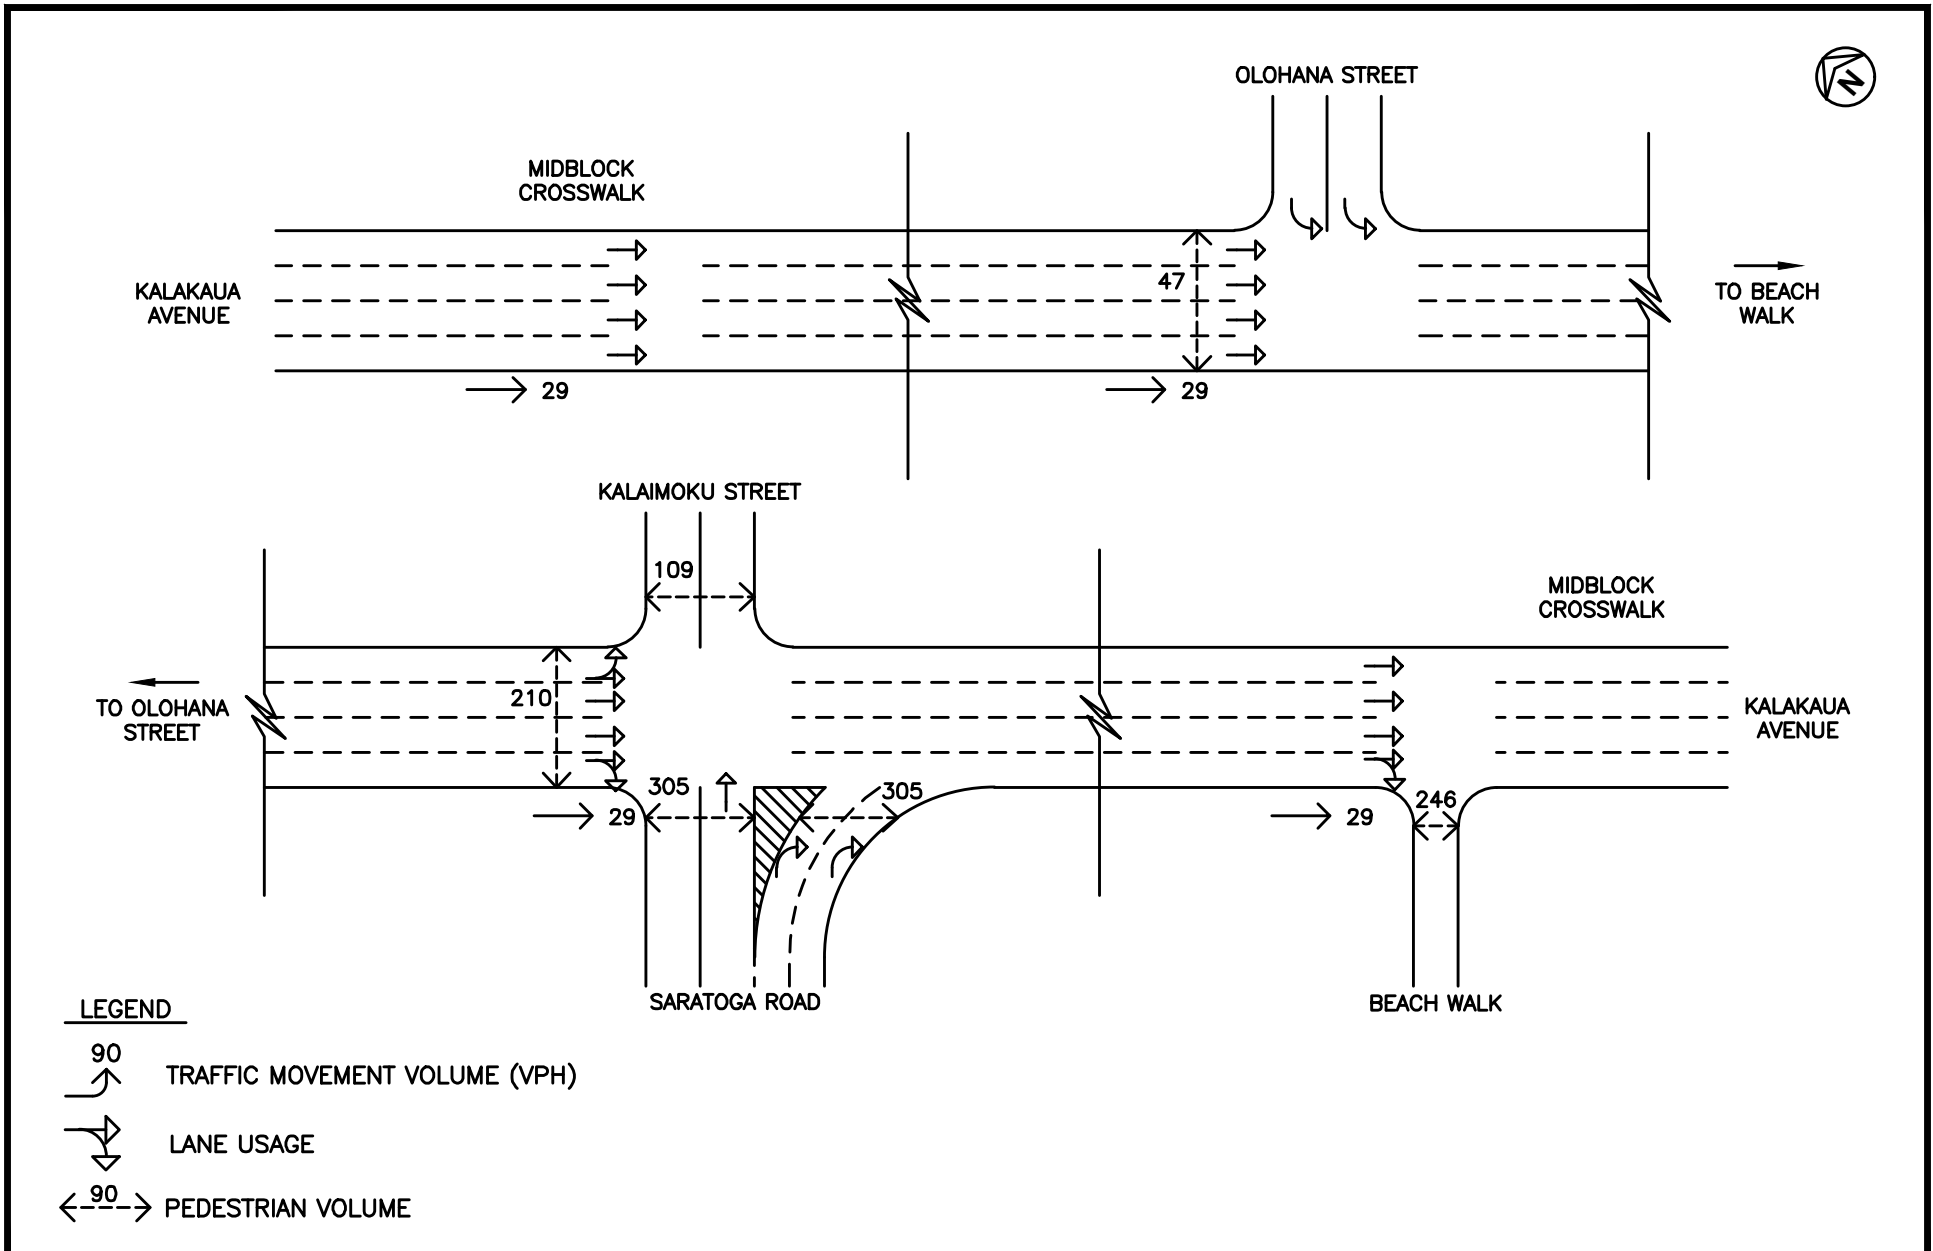 N
OLOHANA STREET
MIDBLOCK
CROSSWALK
KALAKAUA
AVENUE
47
TO BEACH
WALK
29
29
KALAIMOKU STREET
109
MIDBLOCK
CROSSWALK
210
TO OLOHANA
STREET
KALAKAUA
AVENUE
305
305
29
29
246
SARATOGA ROAD
BEACH WALK
LEGEND
90
TRAFFIC MOVEMENT VOLUME (VPH)
LANE USAGE
90
PEDESTRIAN VOLUME